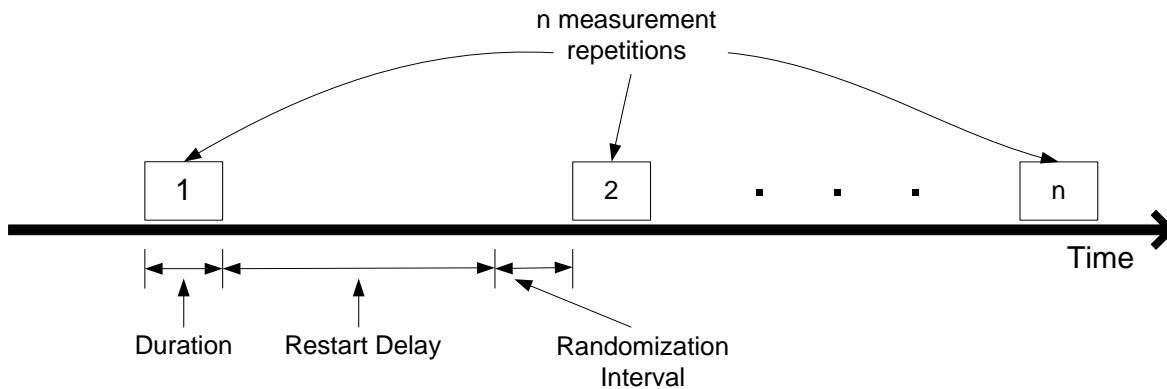 n measurement
repetitions
1
2
. . .
n
Time
Duration
Restart Delay
Randomization
Interval